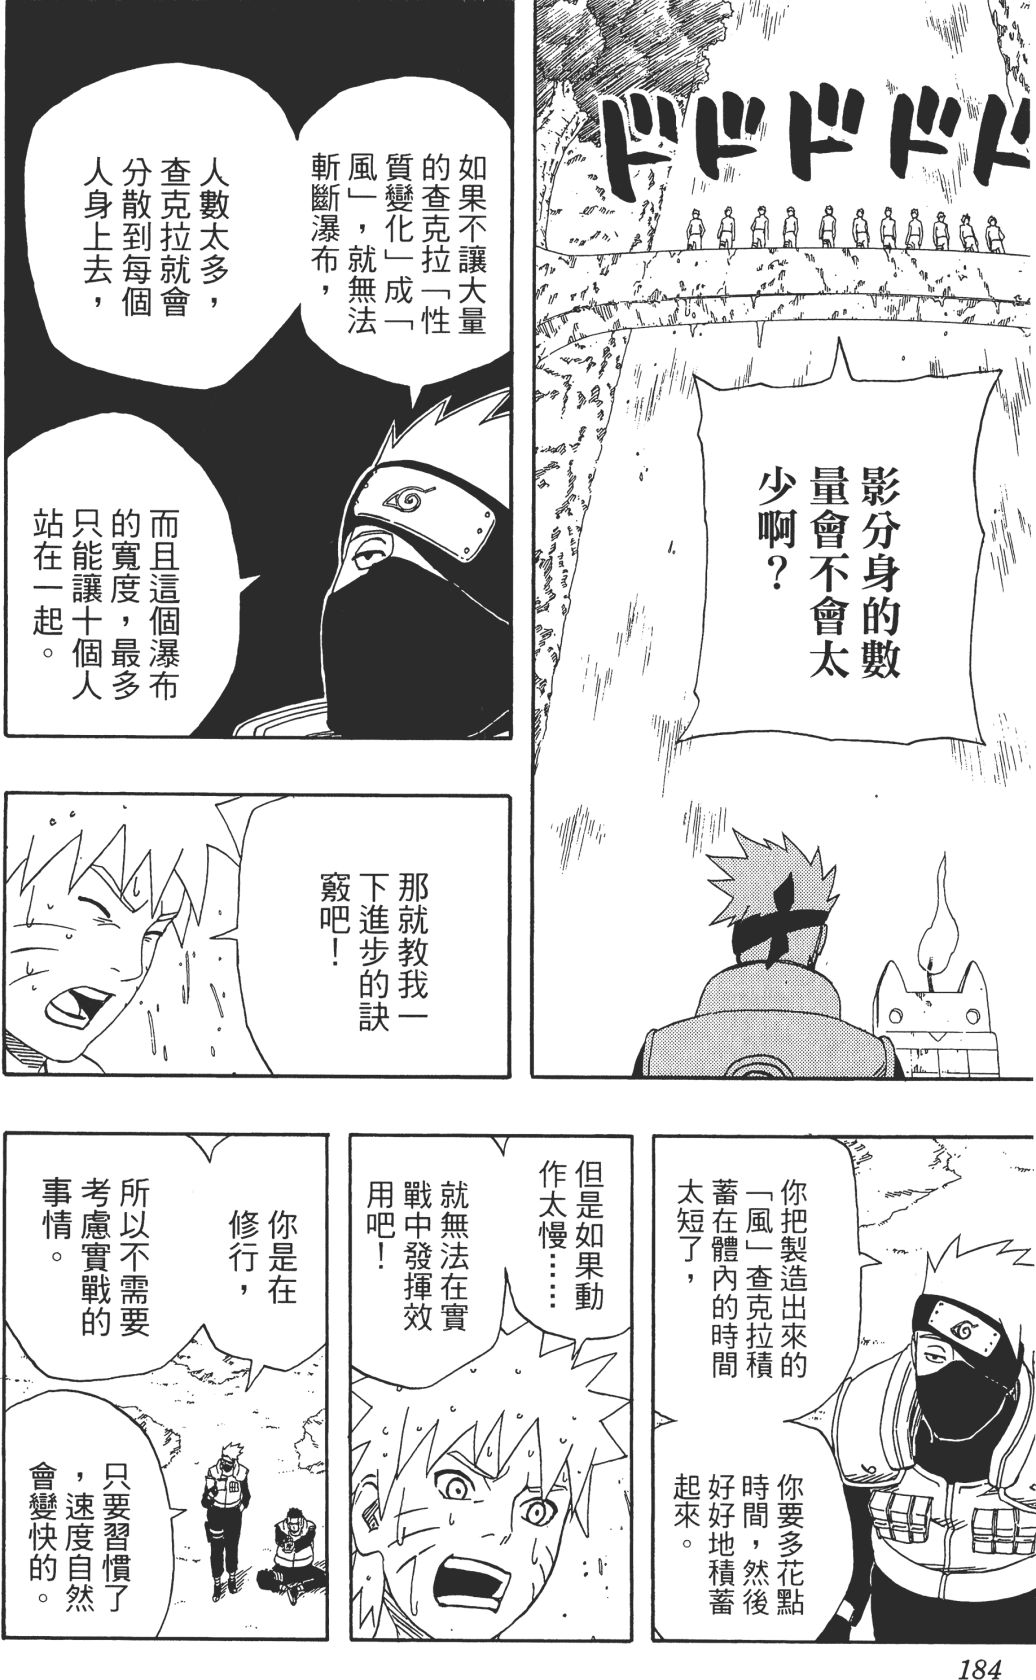 ドドドドド
影分身的數
量會不會太
少啊？
如果不讓大量
的查克拉「性
質變化」成「
風」，就無法
斬斷瀑布，
人數太多，
查克拉就會
分散到每個
人身上去，
而且這個瀑布
的寬度，最多
只能讓十個人
站在一起。
那就教我一
下進步的訣
竅吧！
你把製造出來的
「風」查克拉積
蓄在體內的時間
太短了，
你要多花點
時間，然後
好好地積蓄
起來。
但是如果動
作太慢……
就無法在實
戰中發揮效
用吧！
你是在
修行，
所以不需要
考慮實戰的
事情。
只要習慣了
，速度自然
會變快的。
184